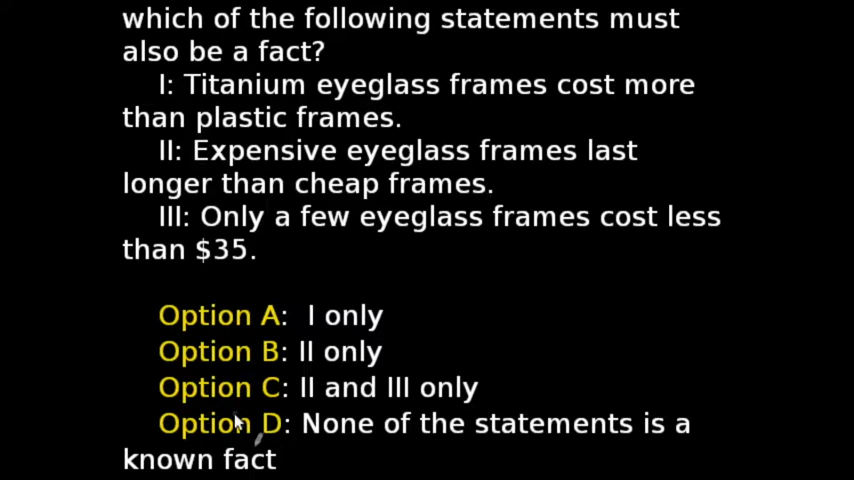 which of the following statements must
also be a fact?
I: Titanium eyeglass frames cost more
than plastic frames.
II: Expensive eyeglass frames last
longer than cheap frames.
III: Only a few eyeglass frames cost less
than $35.
Option A: I only
Option B: II only
Option C: II and III only
Option D: None of the statements is a
known fact